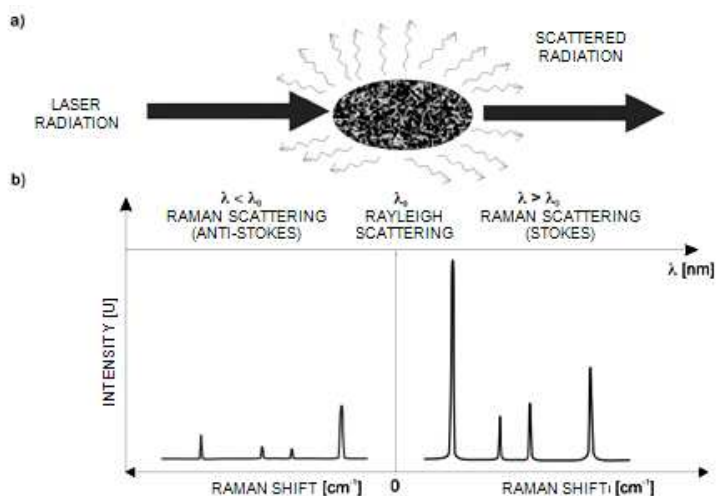 a)
SCATTERED
RADIATION
LASER
RADIATION
b)
λ < λ₀
λ₀
λ > λ₀
RAMAN SCATTERING
(ANTI-STOKES)
RAYLEIGH
SCATTERING
RAMAN SCATTERING
(STOKES)
λ [nm]
INTENSITY [U]
RAMAN SHIFT [cm⁻¹]
0
RAMAN SHIFT [cm⁻¹]